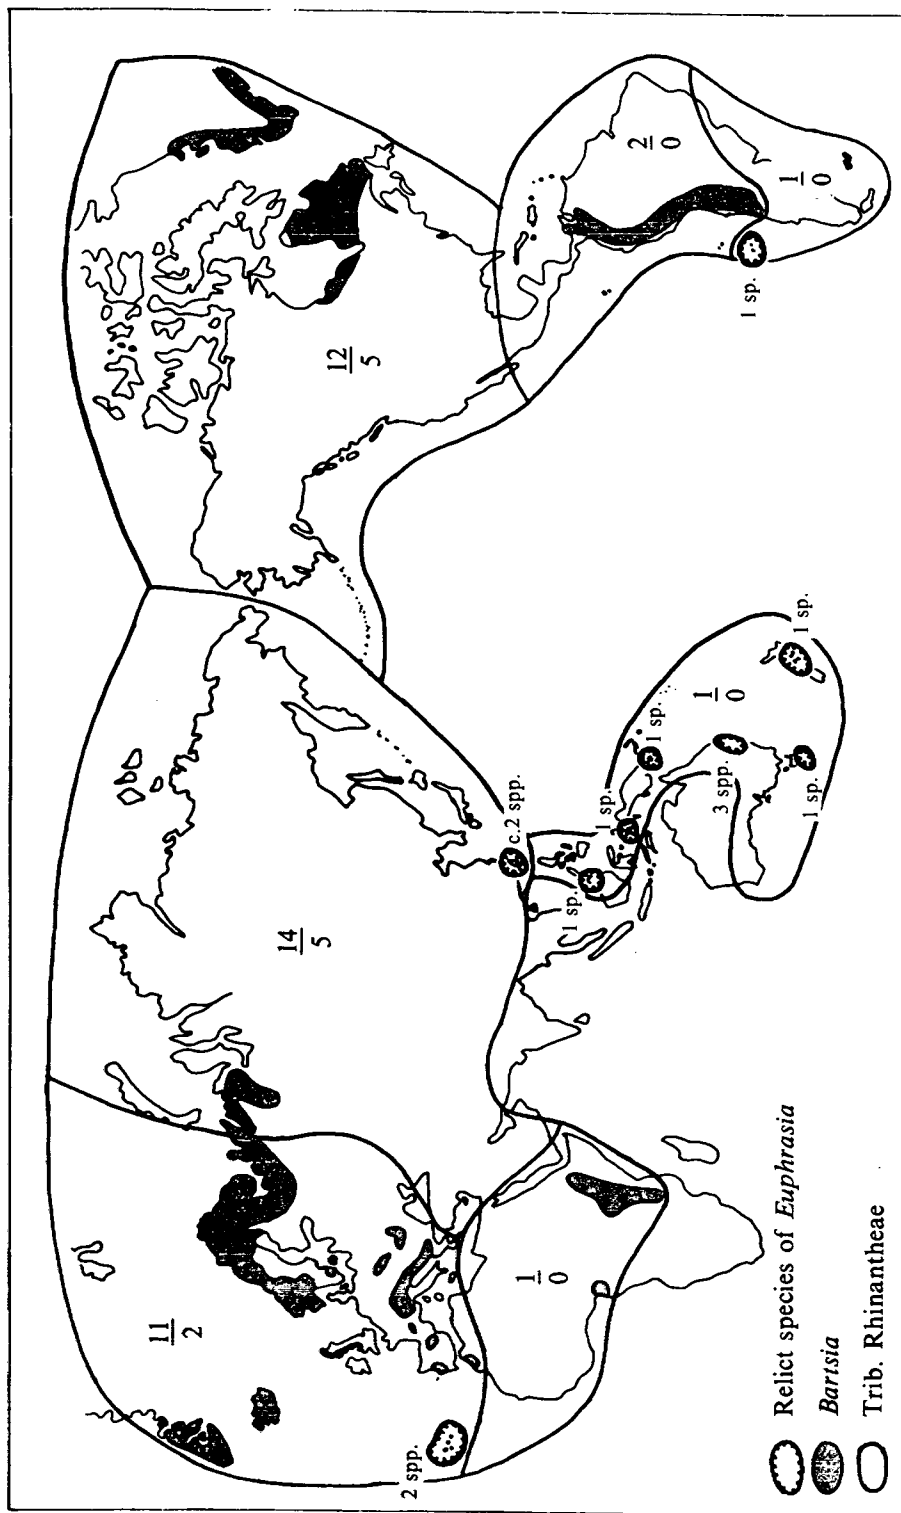 11
2
14
5
12
5
2 spp.
1
0
c.2 spp.
1 sp.
1 sp.
1 sp.
3 spp.
1 sp.
1
0
1 sp.
1 sp.
2
0
1
0
Relict species of Euphrasia
Bartsia
Trib. Rhinantheae